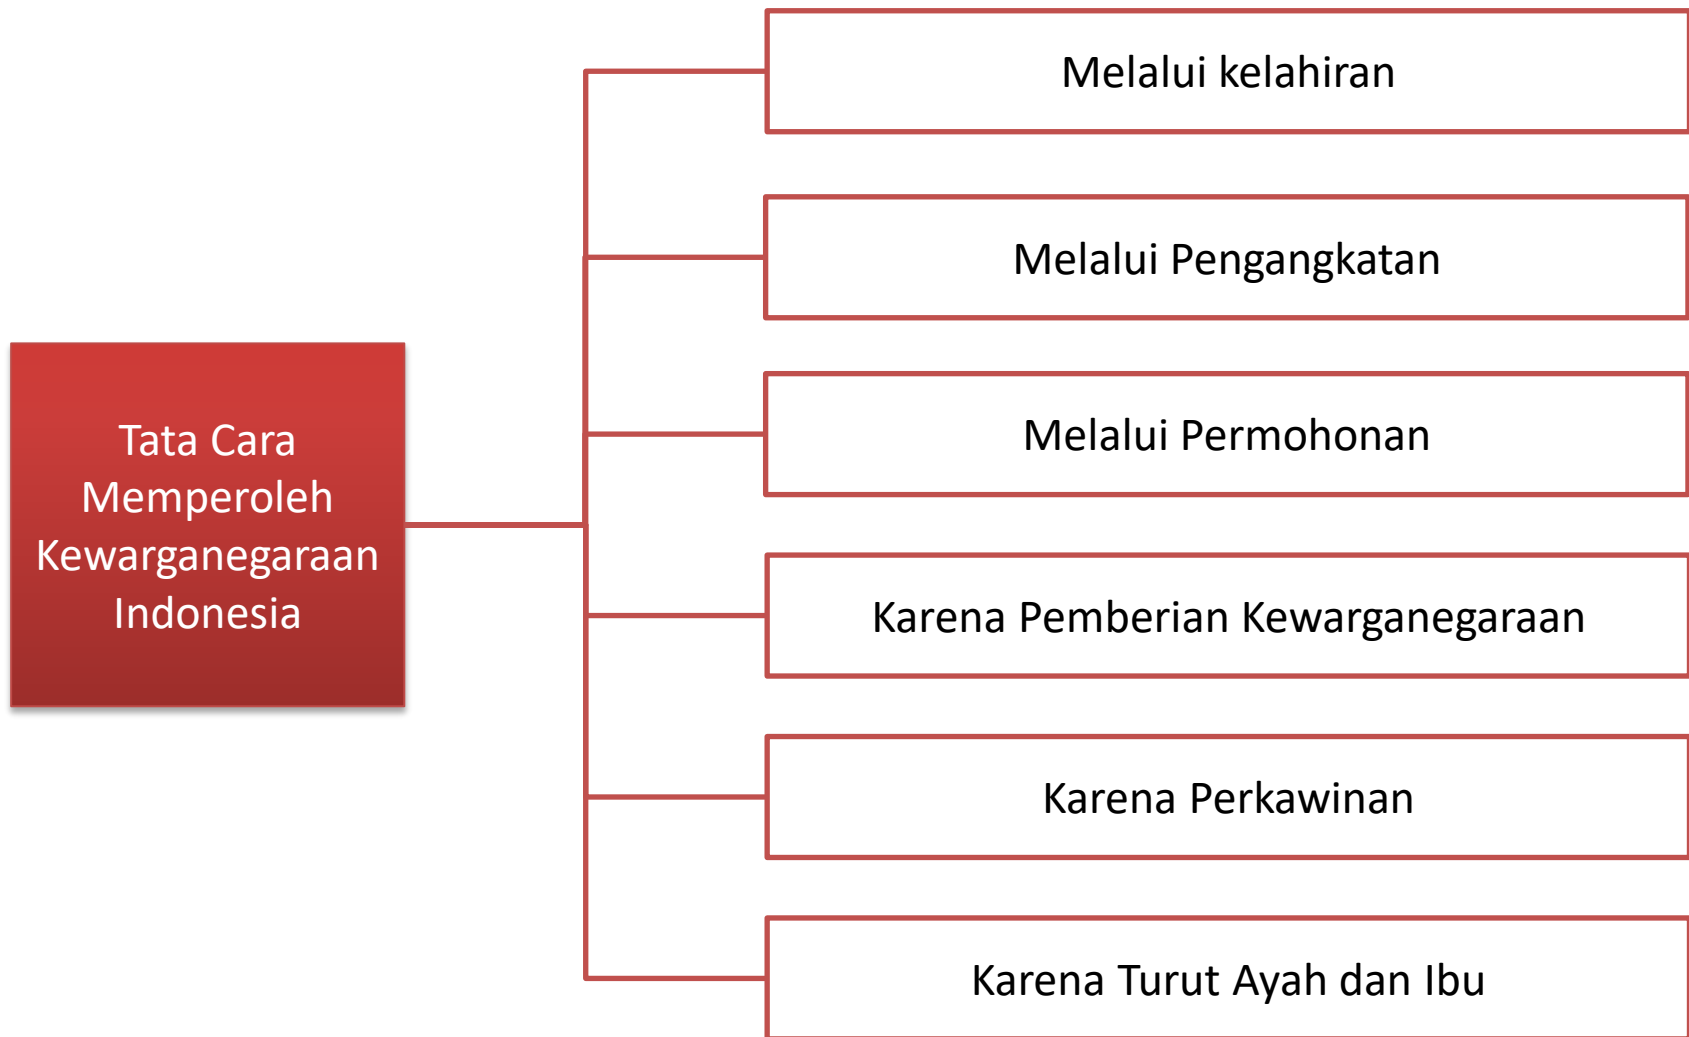 Melalui kelahiran
Melalui Pengangkatan
Tata Cara
Memperoleh
Kewarganegaraan
Indonesia
Melalui Permohonan
Karena Pemberian Kewarganegaraan
Karena Perkawinan
Karena Turut Ayah dan Ibu